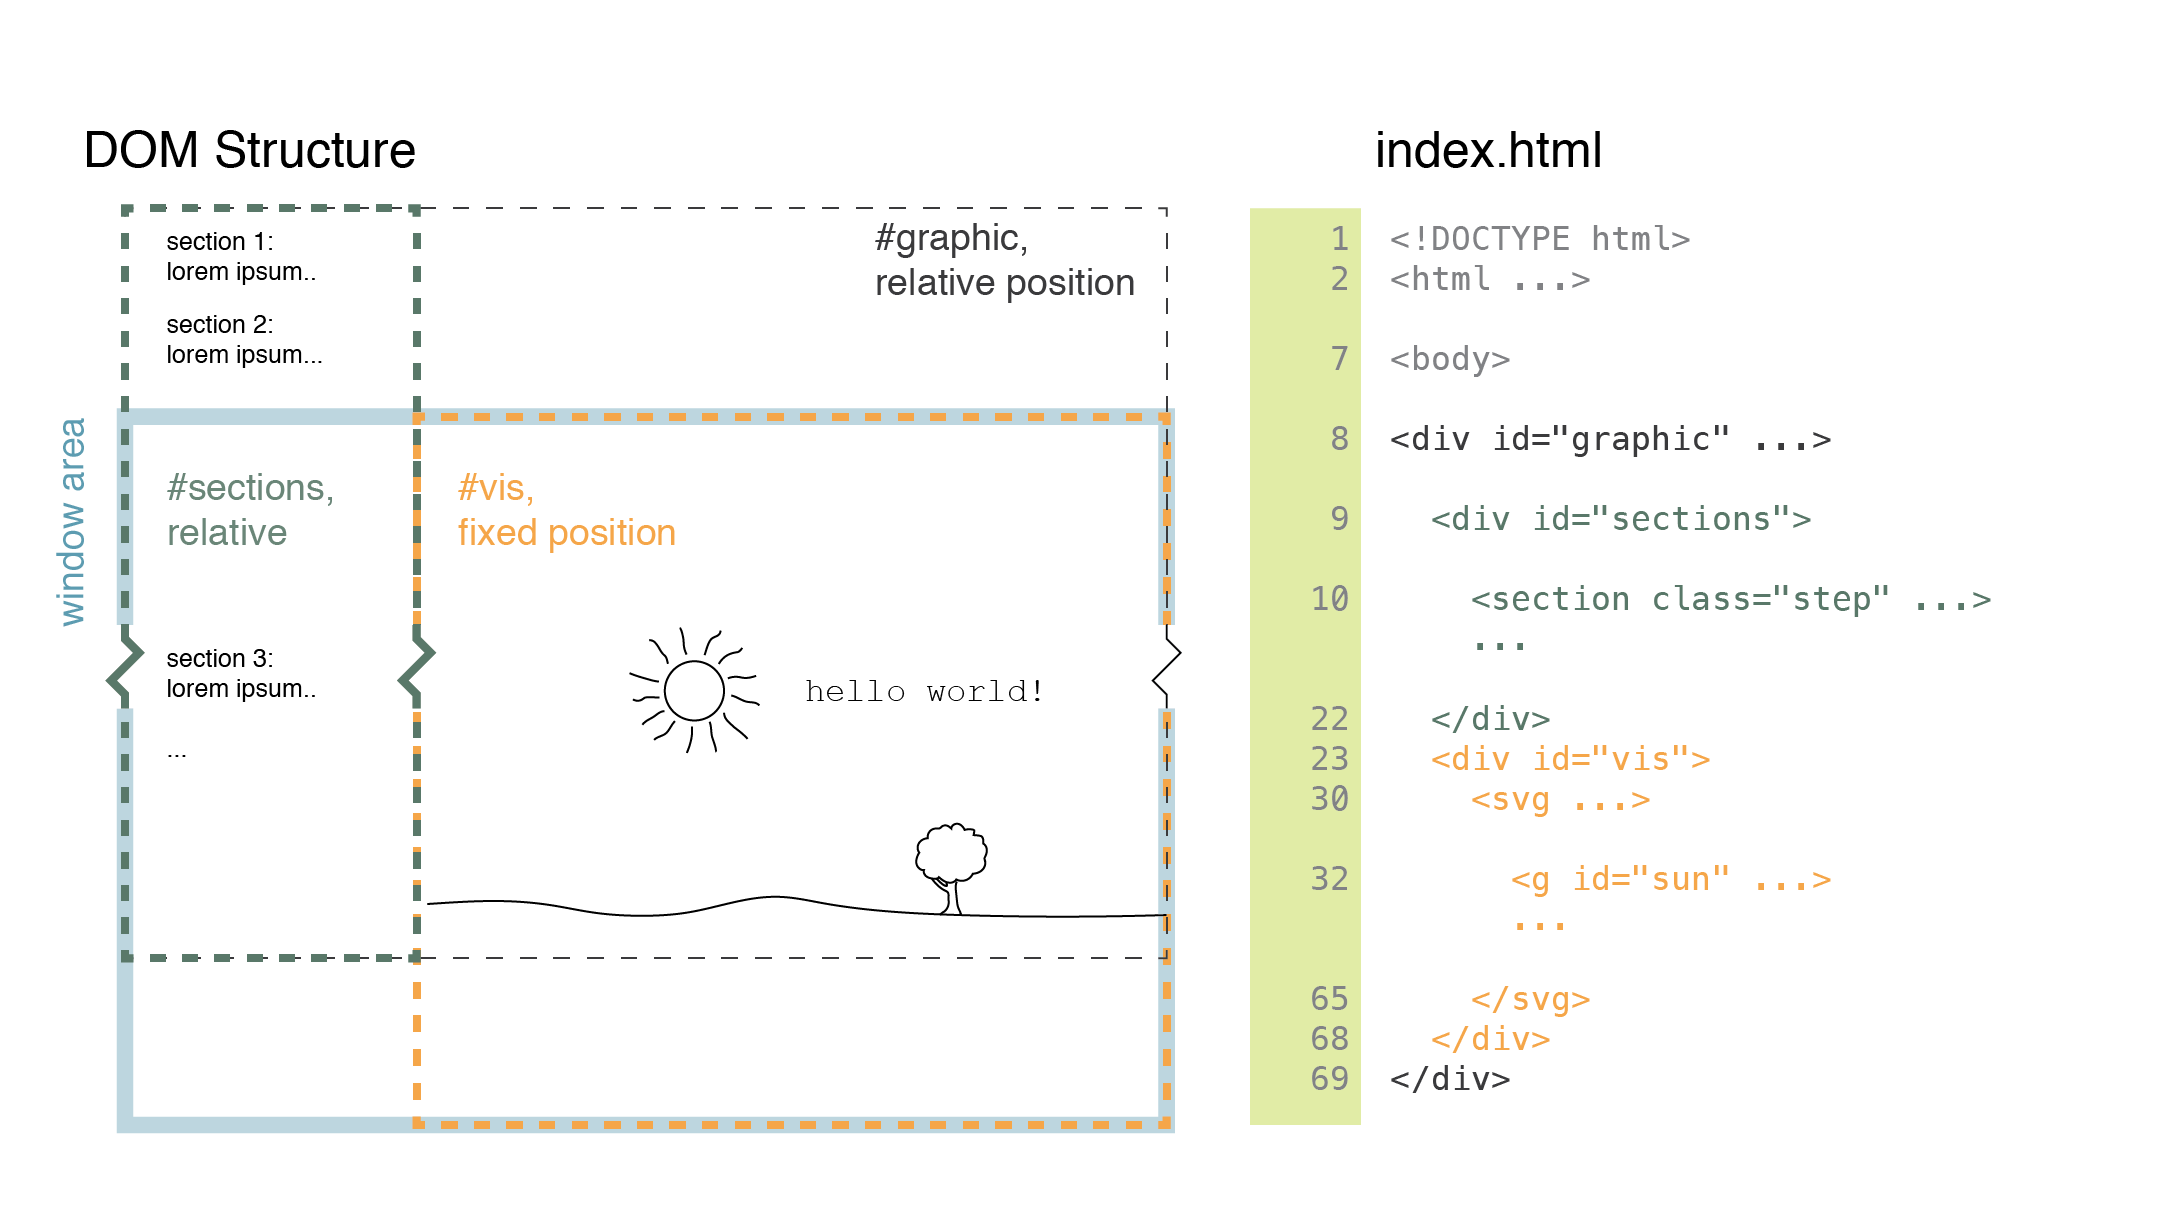 DOM Structure
section 1:
lorem ipsum..
section 2:
lorem ipsum...
#graphic,
relative position
window area
#sections,
relative
#vis,
fixed position
section 3:
lorem ipsum..
...
hello world!
index.html
1 <!DOCTYPE html>
2 <html ...>
7 <body>
8 <div id="graphic" ...>
9 <div id="sections">
10 <section class="step" ...>
...
22 </div>
23 <div id="vis">
30 <svg ...>
32 <g id="sun" ...>
...
65 </svg>
68 </div>
69 </div>